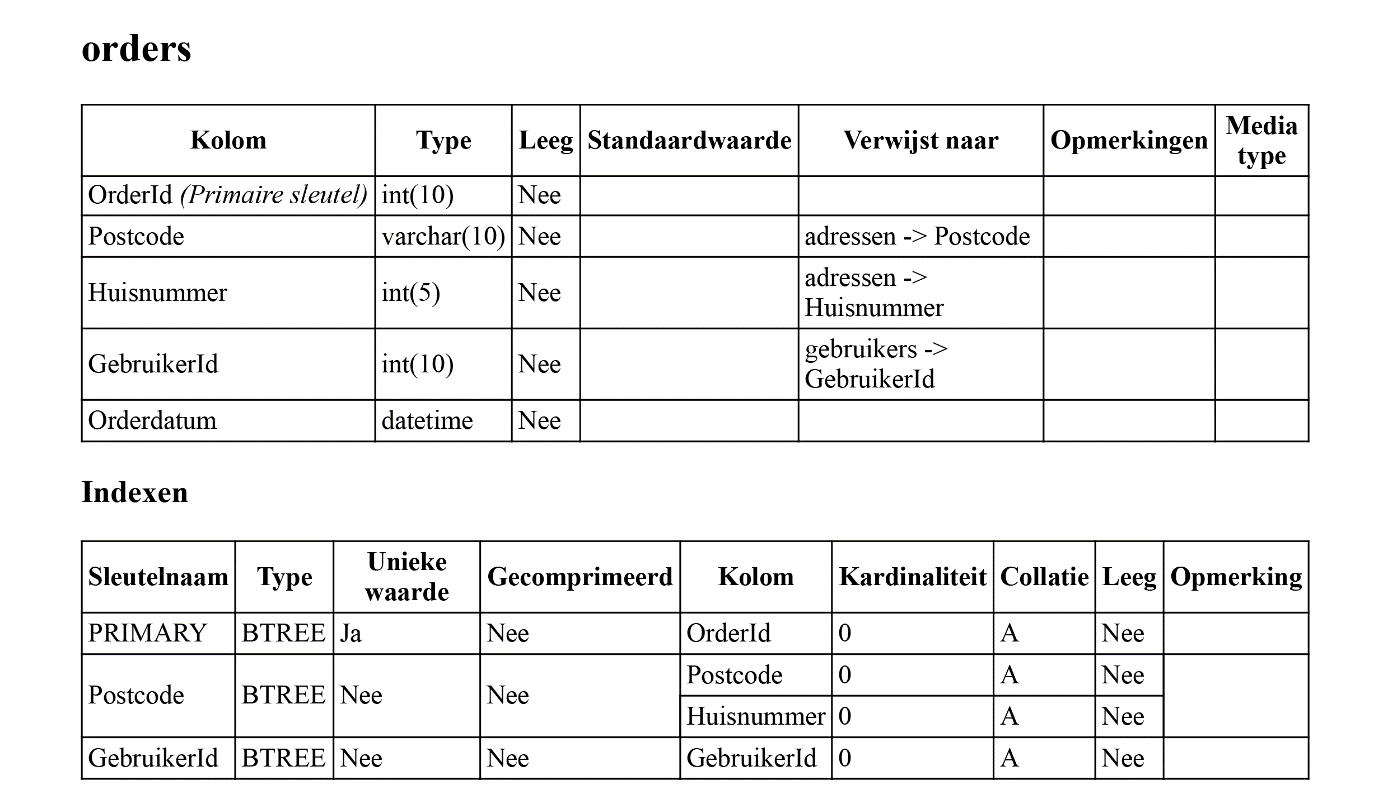 orders
Kolom Type Leeg Standaardwaarde Verwijst naar Opmerkingen Media type
OrderId (Primaire sleutel) int(10) Nee
Postcode varchar(10) Nee adressen -> Postcode
Huisnummer int(5) Nee adressen -> Huisnummer
GebruikerId int(10) Nee gebruikers -> GebruikerId
Orderdatum datetime Nee
Indexen
Sleutelnaam Type Unieke waarde Gecomprimeerd Kolom Kardinaliteit Collatie Leeg Opmerking
PRIMARY BTREE Ja Nee OrderId 0 A Nee
Postcode BTREE Nee Nee Postcode 0 A Nee
Huisnummer 0 A Nee
GebruikerId BTREE Nee Nee GebruikerId 0 A Nee